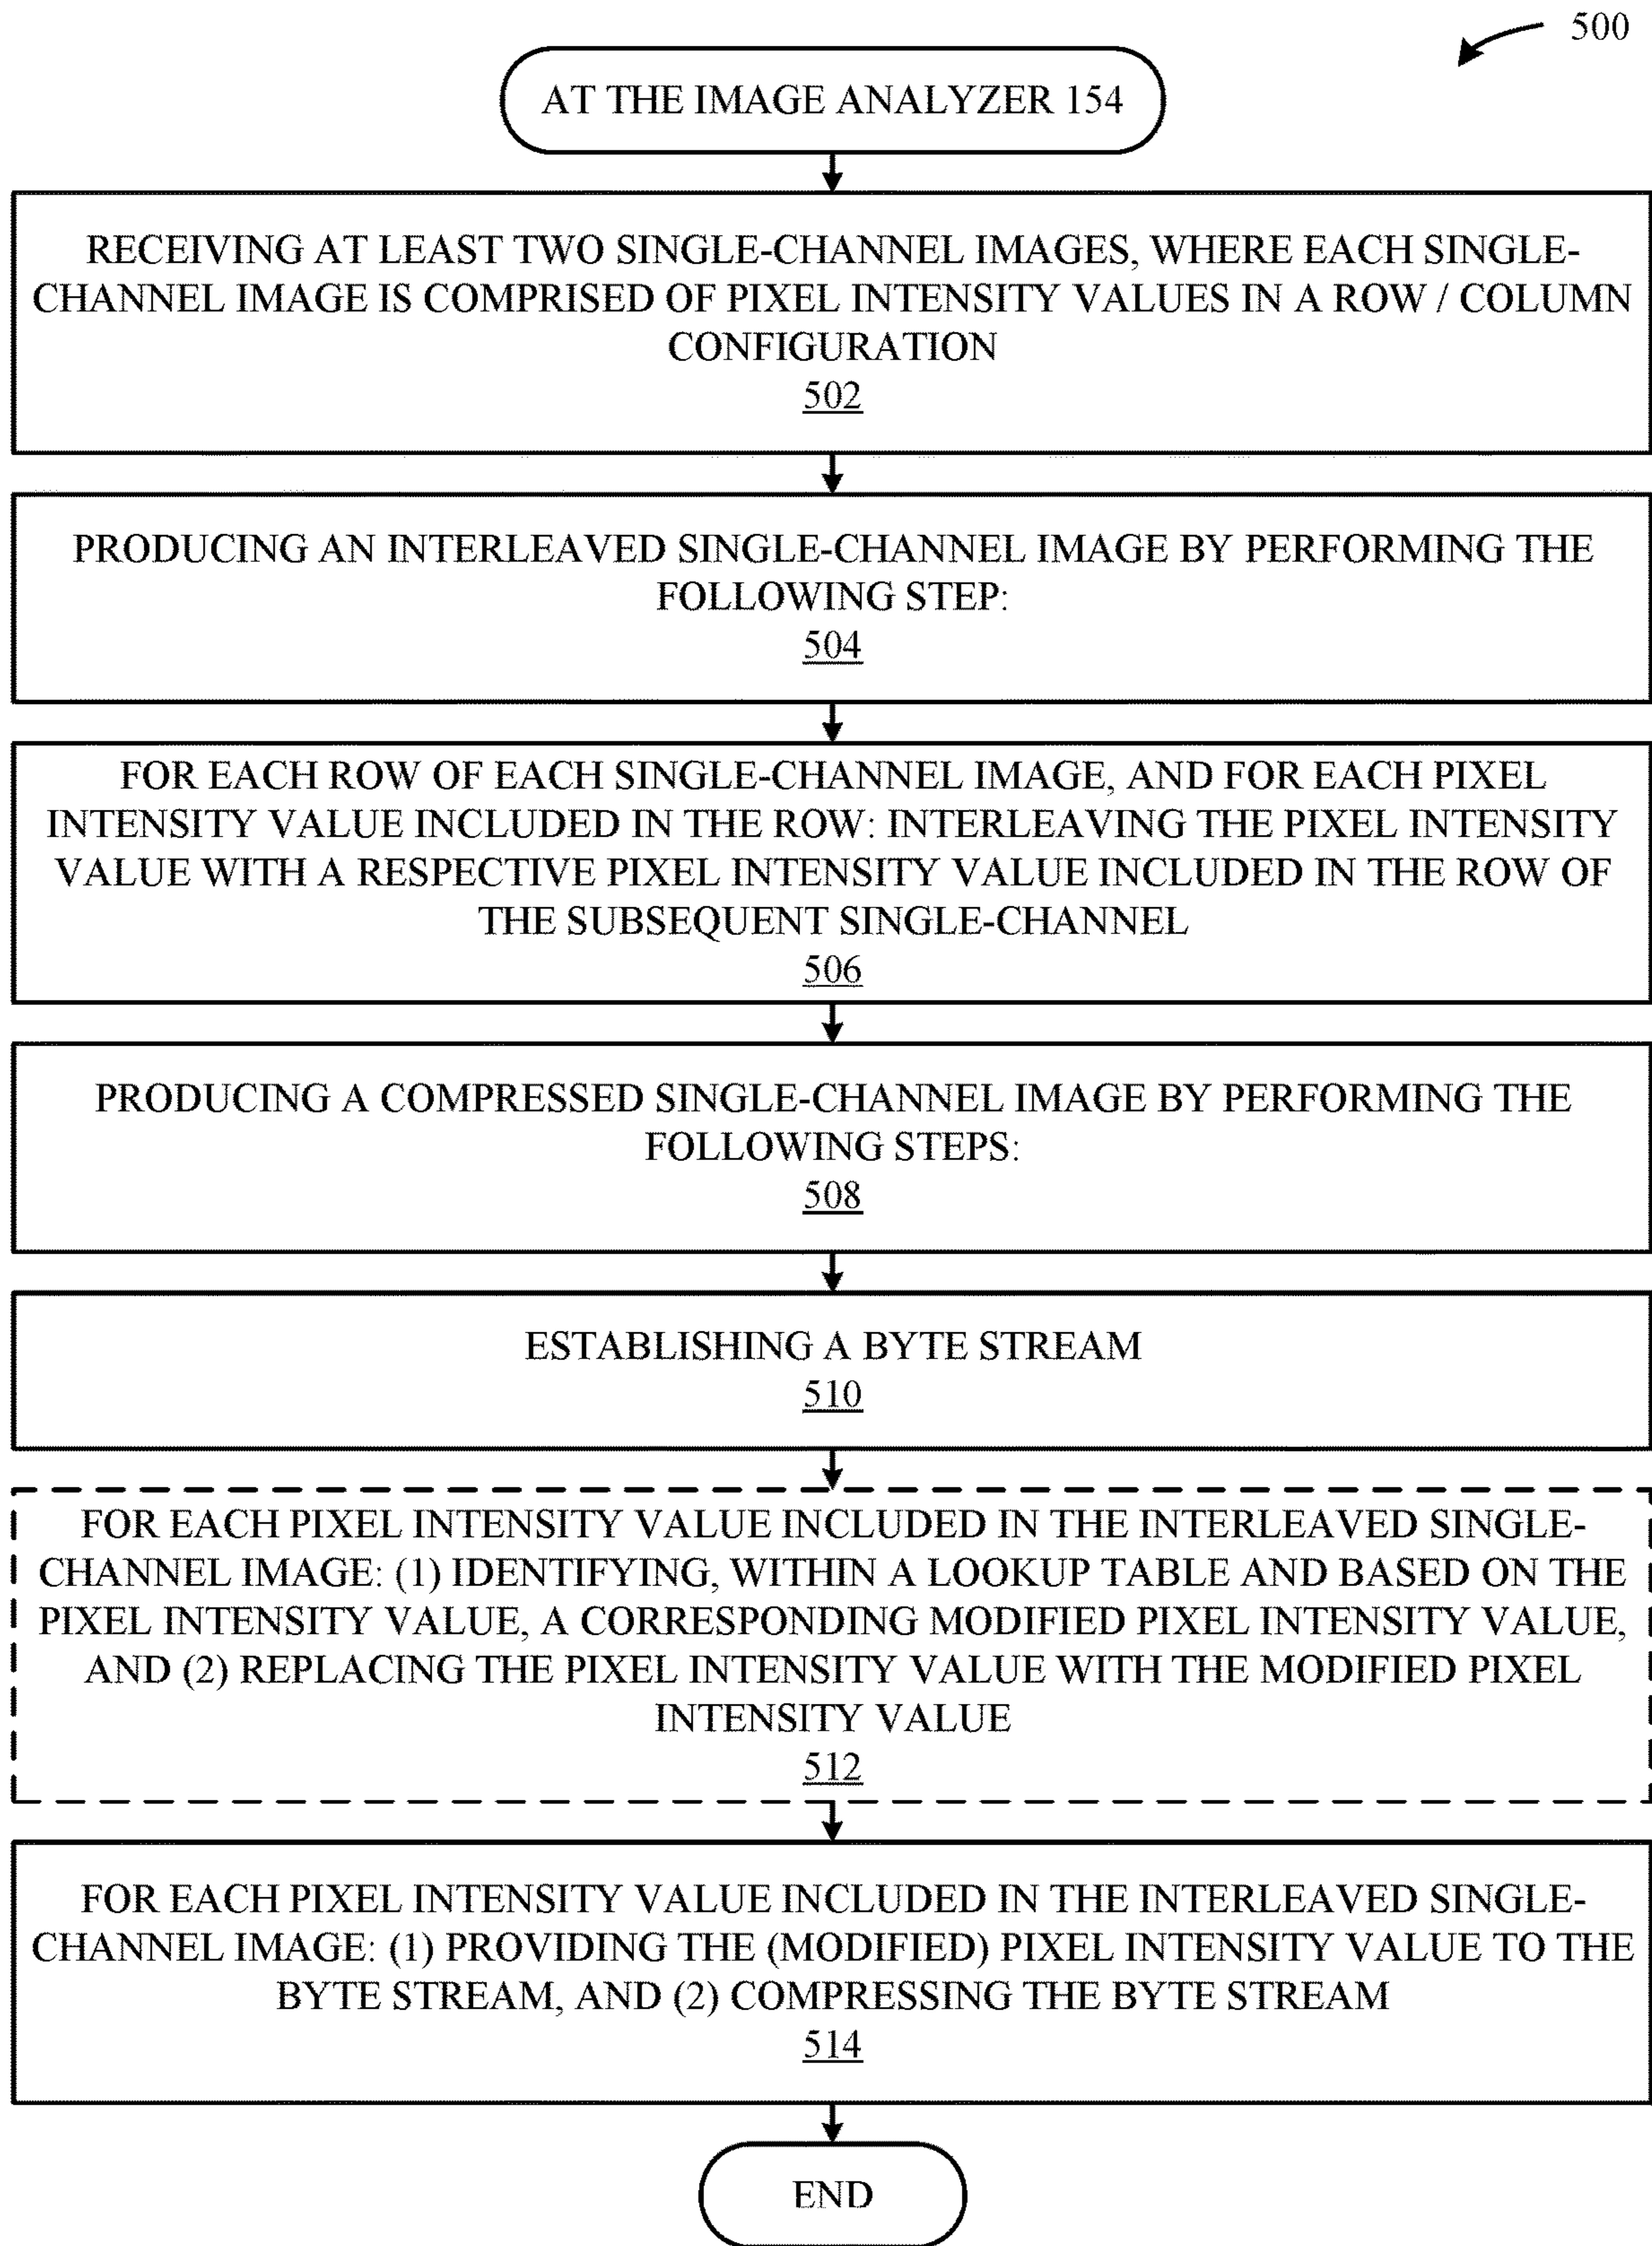 500
AT THE IMAGE ANALYZER 154
RECEIVING AT LEAST TWO SINGLE-CHANNEL IMAGES, WHERE EACH SINGLE-
CHANNEL IMAGE IS COMPRISED OF PIXEL INTENSITY VALUES IN A ROW / COLUMN
CONFIGURATION
502
PRODUCING AN INTERLEAVED SINGLE-CHANNEL IMAGE BY PERFORMING THE
FOLLOWING STEP:
504
FOR EACH ROW OF EACH SINGLE-CHANNEL IMAGE, AND FOR EACH PIXEL
INTENSITY VALUE INCLUDED IN THE ROW: INTERLEAVING THE PIXEL INTENSITY
VALUE WITH A RESPECTIVE PIXEL INTENSITY VALUE INCLUDED IN THE ROW OF
THE SUBSEQUENT SINGLE-CHANNEL
506
PRODUCING A COMPRESSED SINGLE-CHANNEL IMAGE BY PERFORMING THE
FOLLOWING STEPS:
508
ESTABLISHING A BYTE STREAM
510
FOR EACH PIXEL INTENSITY VALUE INCLUDED IN THE INTERLEAVED SINGLE-
CHANNEL IMAGE: (1) IDENTIFYING, WITHIN A LOOKUP TABLE AND BASED ON THE
PIXEL INTENSITY VALUE, A CORRESPONDING MODIFIED PIXEL INTENSITY VALUE,
AND (2) REPLACING THE PIXEL INTENSITY VALUE WITH THE MODIFIED PIXEL
INTENSITY VALUE
512
FOR EACH PIXEL INTENSITY VALUE INCLUDED IN THE INTERLEAVED SINGLE-
CHANNEL IMAGE: (1) PROVIDING THE (MODIFIED) PIXEL INTENSITY VALUE TO THE
BYTE STREAM, AND (2) COMPRESSING THE BYTE STREAM
514
END